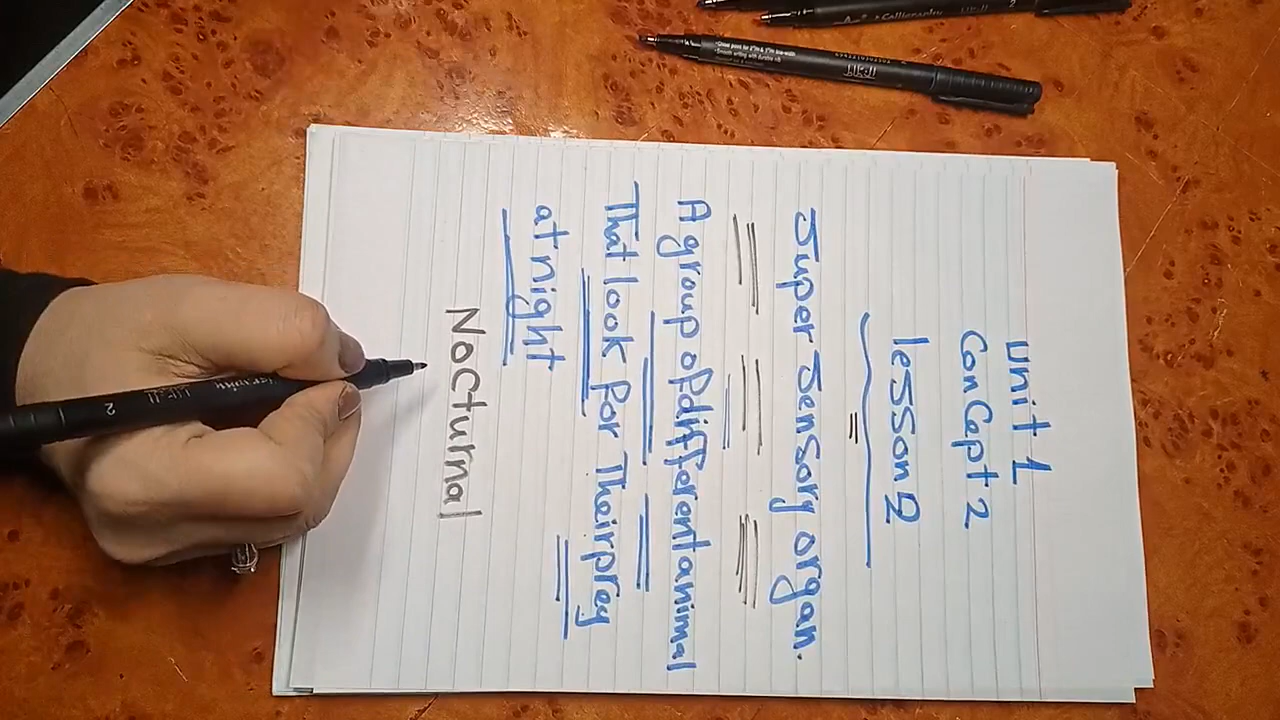 unit 1
ConCept 2
lesson 2
Super Sensory organ.
A group of different animal
That look for Their prey
at night
Nocturnal